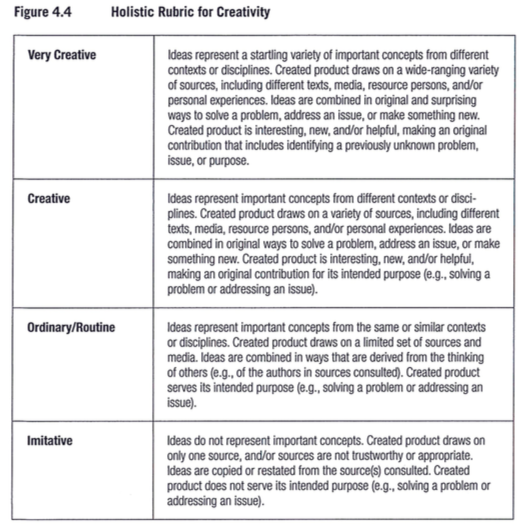 Figure 4.4 Holistic Rubric for Creativity
Very Creative
Ideas represent a startling variety of important concepts from different
contexts or disciplines. Created product draws on a wide-ranging variety
of sources, including different texts, media, resource persons, and/or
personal experiences. Ideas are combined in original and surprising
ways to solve a problem, address an issue, or make something new.
Created product is interesting, new, and/or helpful, making an original
contribution that includes identifying a previously unknown problem,
issue, or purpose.
Creative
Ideas represent important concepts from different contexts or disci-
plines. Created product draws on a variety of sources, including different
texts, media, resource persons, and/or personal experiences. Ideas are
combined in original ways to solve a problem, address an issue, or make
something new. Created product is interesting, new, and/or helpful,
making an original contribution for its intended purpose (e.g., solving a
problem or addressing an issue).
Ordinary/Routine
Ideas represent important concepts from the same or similar contexts
or disciplines. Created product draws on a limited set of sources and
media. Ideas are combined in ways that are derived from the thinking
of others (e.g., of the authors in sources consulted). Created product
serves its intended purpose (e.g., solving a problem or addressing an
issue).
Imitative
Ideas do not represent important concepts. Created product draws on
only one source, and/or sources are not trustworthy or appropriate.
Ideas are copied or restated from the source(s) consulted. Created
product does not serve its intended purpose (e.g., solving a problem or
addressing an issue).